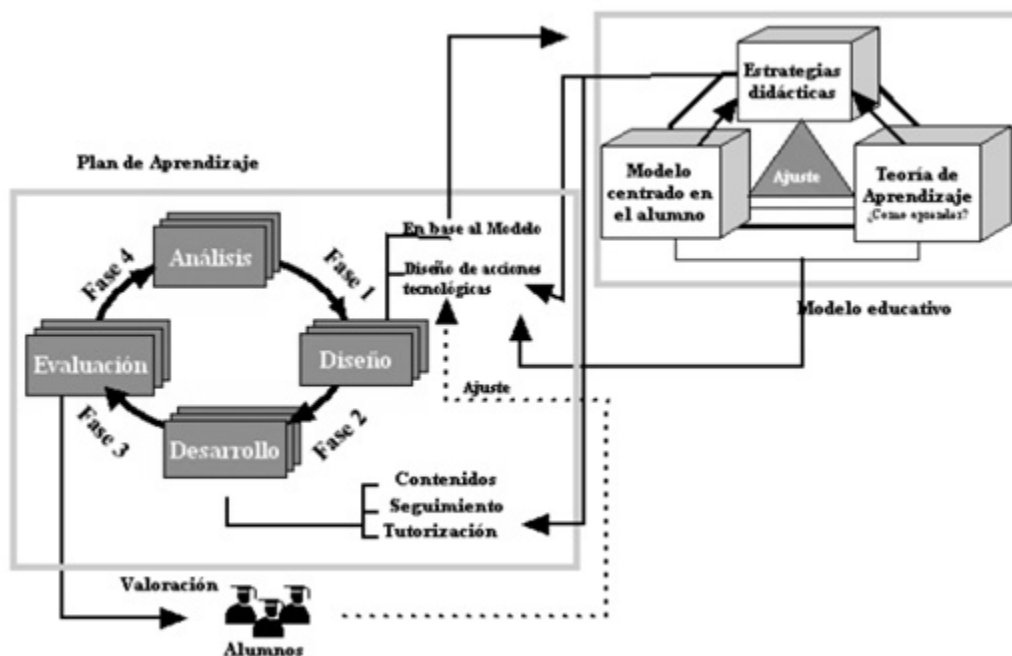 Estrategias
didácticas
Modelo
centrado en
el alumno
Ajuste
Teoría de
Aprendizaje
¿Como aprender?
Modelo educativo
Plan de Aprendizaje
Análisis
Fase 4
Fase 1
En base al Modelo
Diseño de acciones
tecnológicas
Evaluación
Diseño
Ajuste
Fase 3
Fase 2
Desarrollo
Contenidos
Seguimiento
Tutorización
Valoración
Alumnos